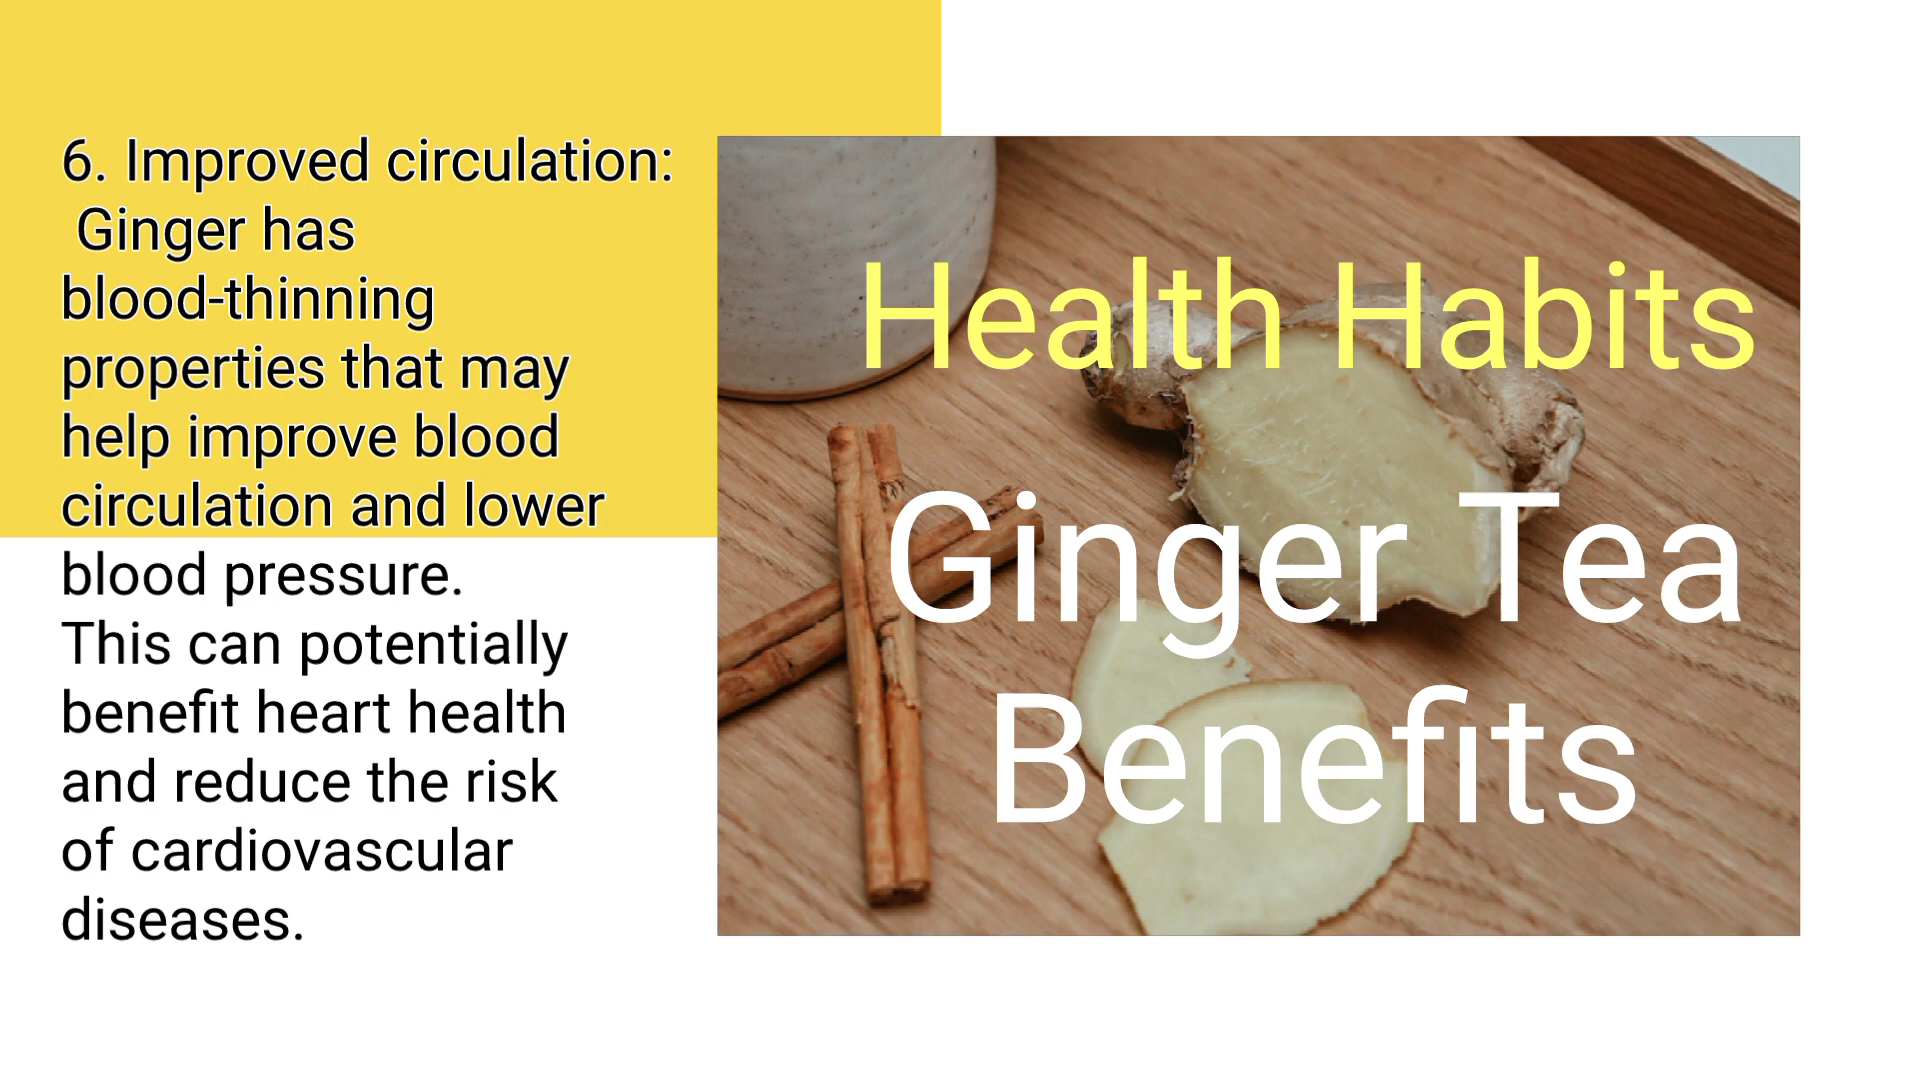 6. Improved circulation:
Ginger has
blood-thinning
properties that may
help improve blood
circulation and lower
blood pressure.
This can potentially
benefit heart health
and reduce the risk
of cardiovascular
diseases.
Health Habits
Ginger Tea
Benefits